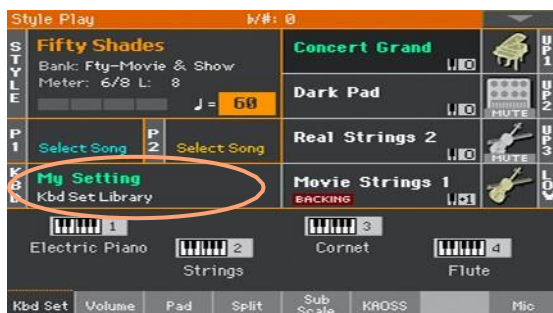 Style Play
♭/#: 0
STYLE
Fifty Shades
Bank: Fty-Movie & Show
Meter: 6/8 L: 8
♩= 60
Concert Grand
UP1
Dark Pad
MUTE
UP2
P1
Select Song
P2
Select Song
Real Strings 2
MUTE
UP3
My Setting
Kbd Set Library
Movie Strings 1
BACKING
LOW
1
Electric Piano
2
Strings
3
Cornet
4
Flute
Kbd Set
Volume
Pad
Split
Sub Scale
KAOSS
Mic